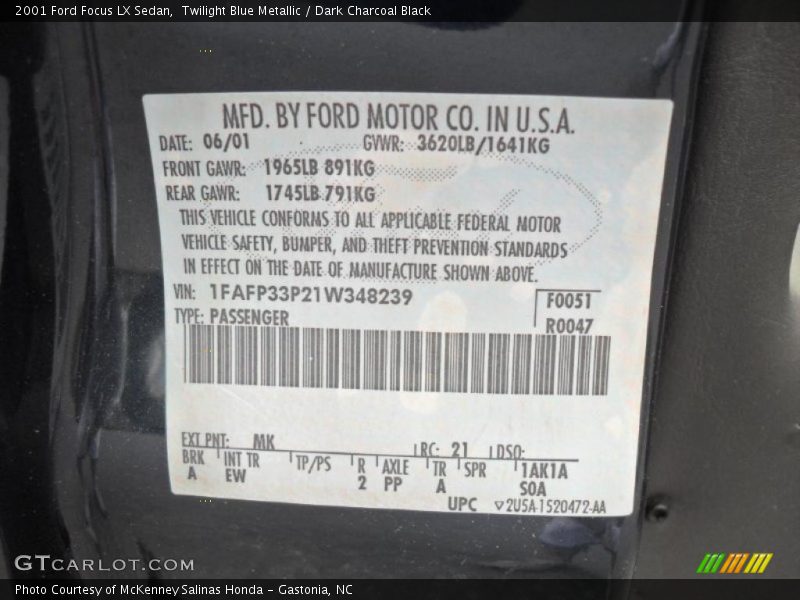 2001 Ford Focus LX Sedan,  Twilight Blue Metallic / Dark Charcoal Black
MFD. BY FORD MOTOR CO. IN U.S.A.
DATE: 06/01 GVWR: 3620LB/1641KG
FRONT GAWR: 1965LB 891KG
REAR GAWR: 1745LB 791KG
THIS VEHICLE CONFORMS TO ALL APPLICABLE FEDERAL MOTOR
VEHICLE SAFETY, BUMPER, AND THEFT PREVENTION STANDARDS
IN EFFECT ON THE DATE OF MANUFACTURE SHOWN ABOVE.
VIN: 1FAFP33P21W348239 F0051
TYPE: PASSENGER R0047
EXT PNT: MK RC: 21 DSO:
BRK INT TR TP/PS R AXLE TR SPR 1AK1A
A EW 2 PP A SOA
UPC ▽2U5A-1520472-AA
GTCARLOT.COM
Photo Courtesy of McKenney Salinas Honda - Gastonia, NC